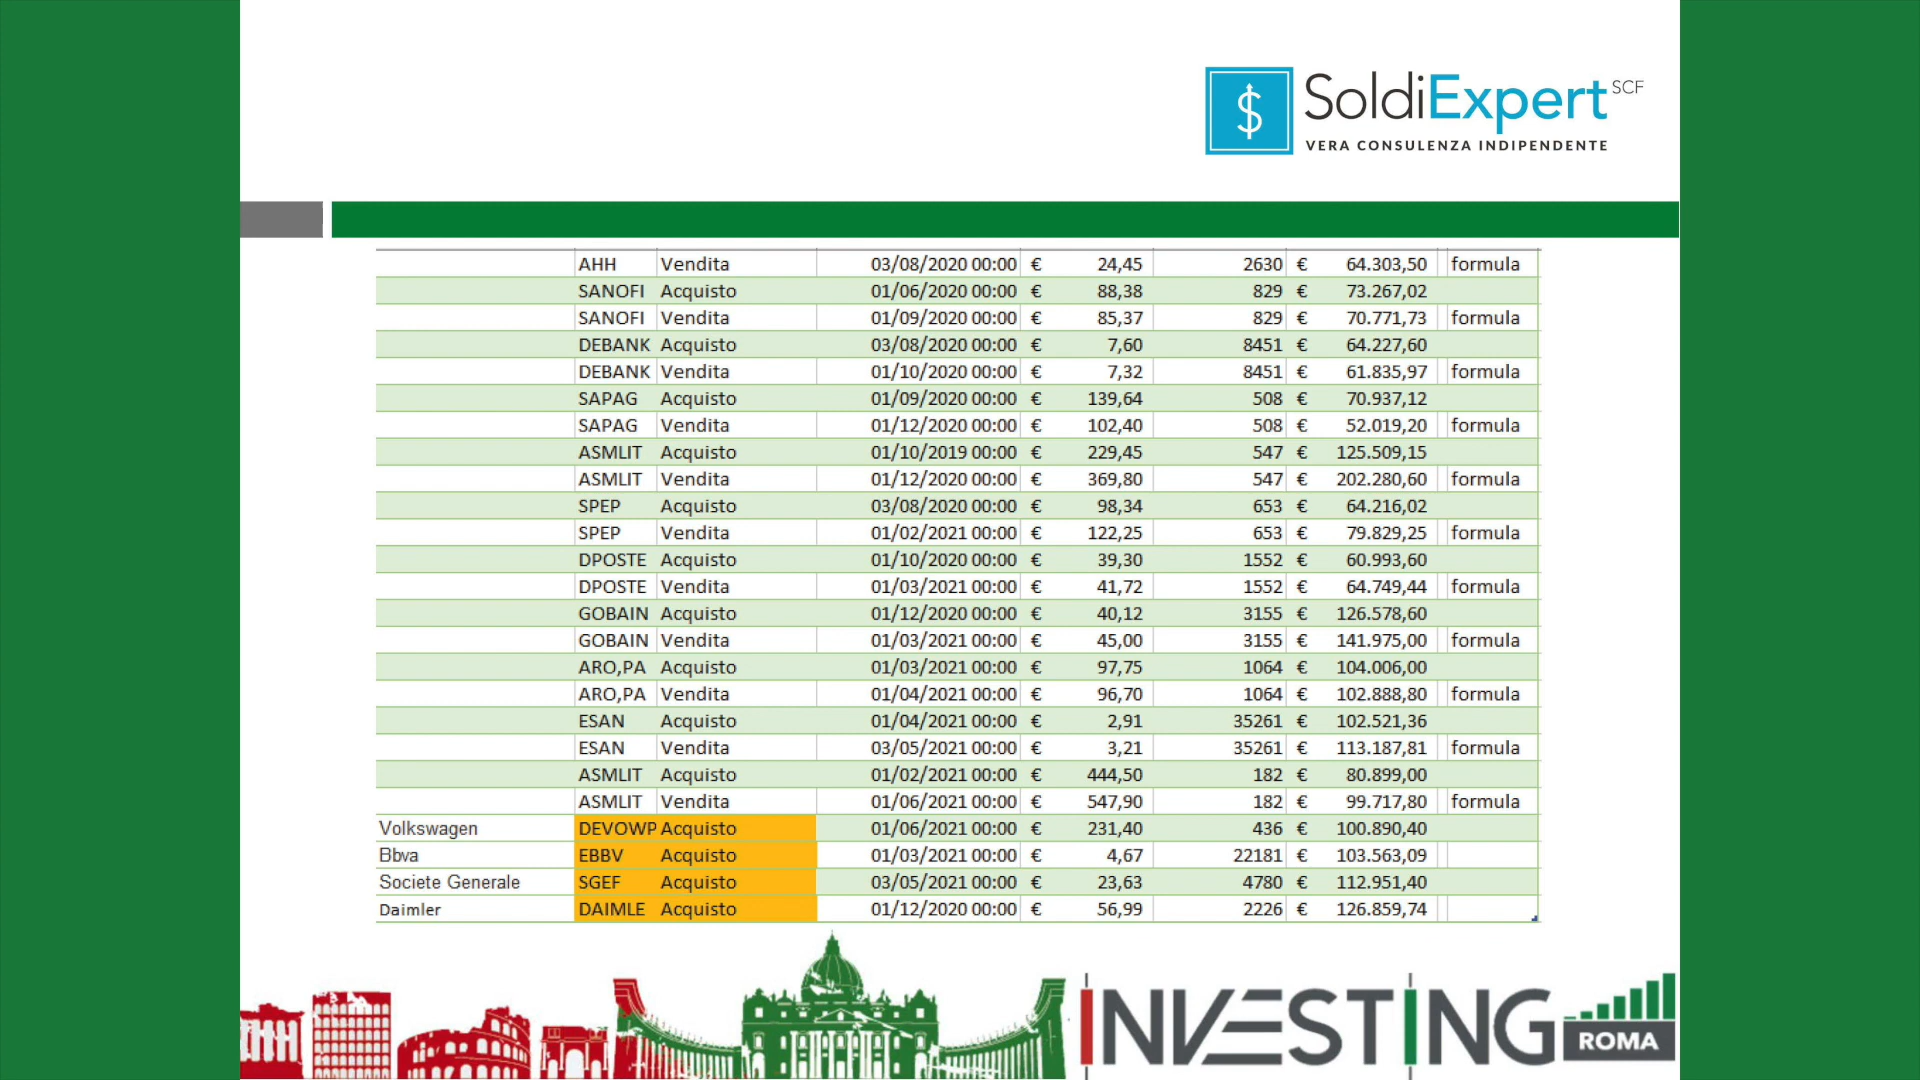 $ SoldiExpert SCF
VERA CONSULENZA INDIPENDENTE
AHH Vendita 03/08/2020 00:00 € 24,45 2630 € 64.303,50 formula
SANOFI Acquisto 01/06/2020 00:00 € 88,38 829 € 73.267,02
SANOFI Vendita 01/09/2020 00:00 € 85,37 829 € 70.771,73 formula
DEBANK Acquisto 03/08/2020 00:00 € 7,60 8451 € 64.227,60
DEBANK Vendita 01/10/2020 00:00 € 7,32 8451 € 61.835,97 formula
SAPAG Acquisto 01/09/2020 00:00 € 139,64 508 € 70.937,12
SAPAG Vendita 01/12/2020 00:00 € 102,40 508 € 52.019,20 formula
ASMLIT Acquisto 01/10/2019 00:00 € 229,45 547 € 125.509,15
ASMLIT Vendita 01/12/2020 00:00 € 369,80 547 € 202.280,60 formula
SPEP Acquisto 03/08/2020 00:00 € 98,34 653 € 64.216,02
SPEP Vendita 01/02/2021 00:00 € 122,25 653 € 79.829,25 formula
DPOSTE Acquisto 01/10/2020 00:00 € 39,30 1552 € 60.993,60
DPOSTE Vendita 01/03/2021 00:00 € 41,72 1552 € 64.749,44 formula
GOBAIN Acquisto 01/12/2020 00:00 € 40,12 3155 € 126.578,60
GOBAIN Vendita 01/03/2021 00:00 € 45,00 3155 € 141.975,00 formula
ARO,PA Acquisto 01/03/2021 00:00 € 97,75 1064 € 104.006,00
ARO,PA Vendita 01/04/2021 00:00 € 96,70 1064 € 102.888,80 formula
ESAN Acquisto 01/04/2021 00:00 € 2,91 35261 € 102.521,36
ESAN Vendita 03/05/2021 00:00 € 3,21 35261 € 113.187,81 formula
ASMLIT Acquisto 01/02/2021 00:00 € 444,50 182 € 80.899,00
ASMLIT Vendita 01/06/2021 00:00 € 547,90 182 € 99.717,80 formula
Volkswagen DEVOWP Acquisto 01/06/2021 00:00 € 231,40 436 € 100.890,40
Bbva EBBV Acquisto 01/03/2021 00:00 € 4,67 22181 € 103.563,09
Societe Generale SGEF Acquisto 03/05/2021 00:00 € 23,63 4780 € 112.951,40
Daimler DAIMLE Acquisto 01/12/2020 00:00 € 56,99 2226 € 126.859,74
INVESTING
ROMA